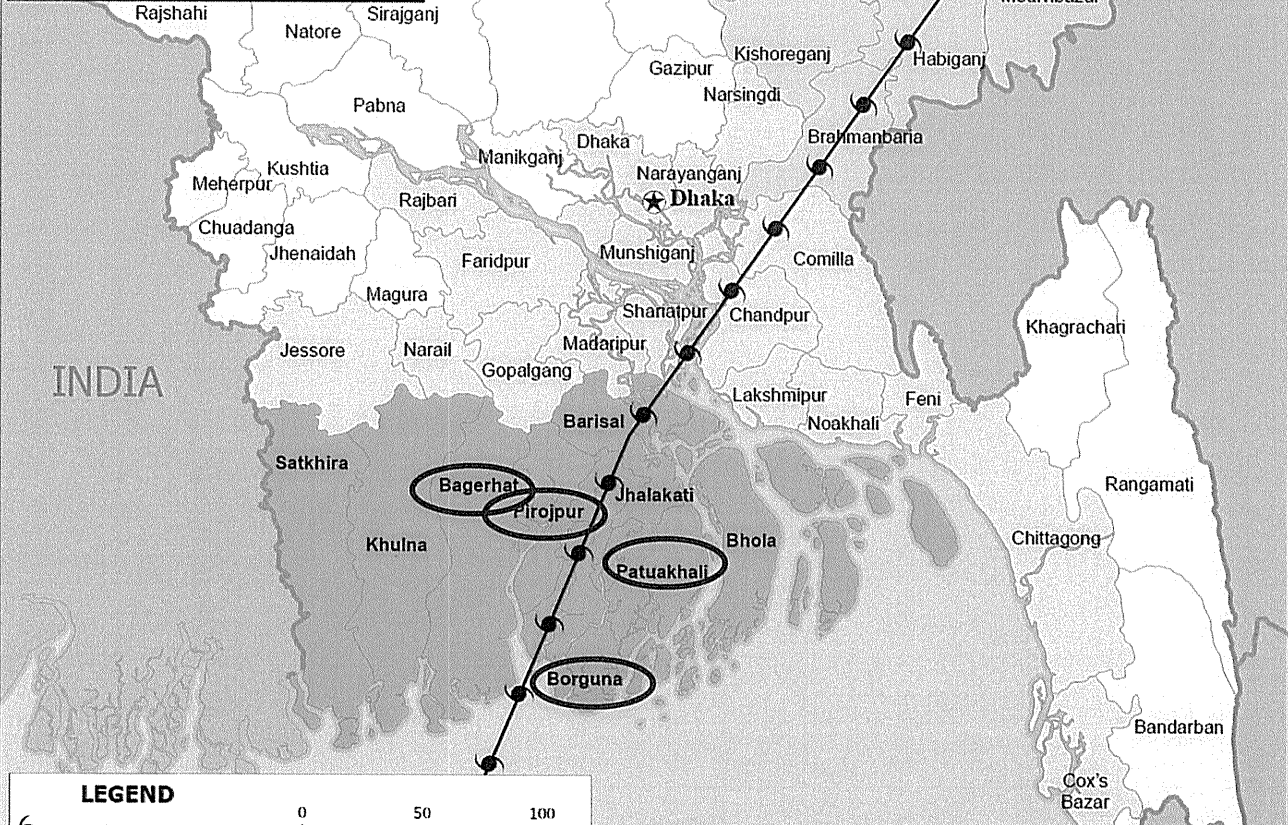 Rajshahi
Sirajganj
Natore
Kishoreganj
Habiganj
Gazipur
Narsingdi
Pabna
Brahmanbaria
Dhaka
Manikganj
Kushtia
Narayanganj
Meherpur
Rajbari
Dhaka
Chuadanga
Jhenaidah
Faridpur
Munshiganj
Comilla
Magura
Chandpur
Khagrachari
Jessore
Narail
Madaripur
Gopalgang
INDIA
Lakshmipur
Feni
Barisal
Noakhali
Satkhira
Bagerhat
Jhalakati
Rangamati
Pirojpur
Khulna
Bhola
Chittagong
Patuakhali
Borguna
Bandarban
Cox's
Bazar
LEGEND
0 50 100